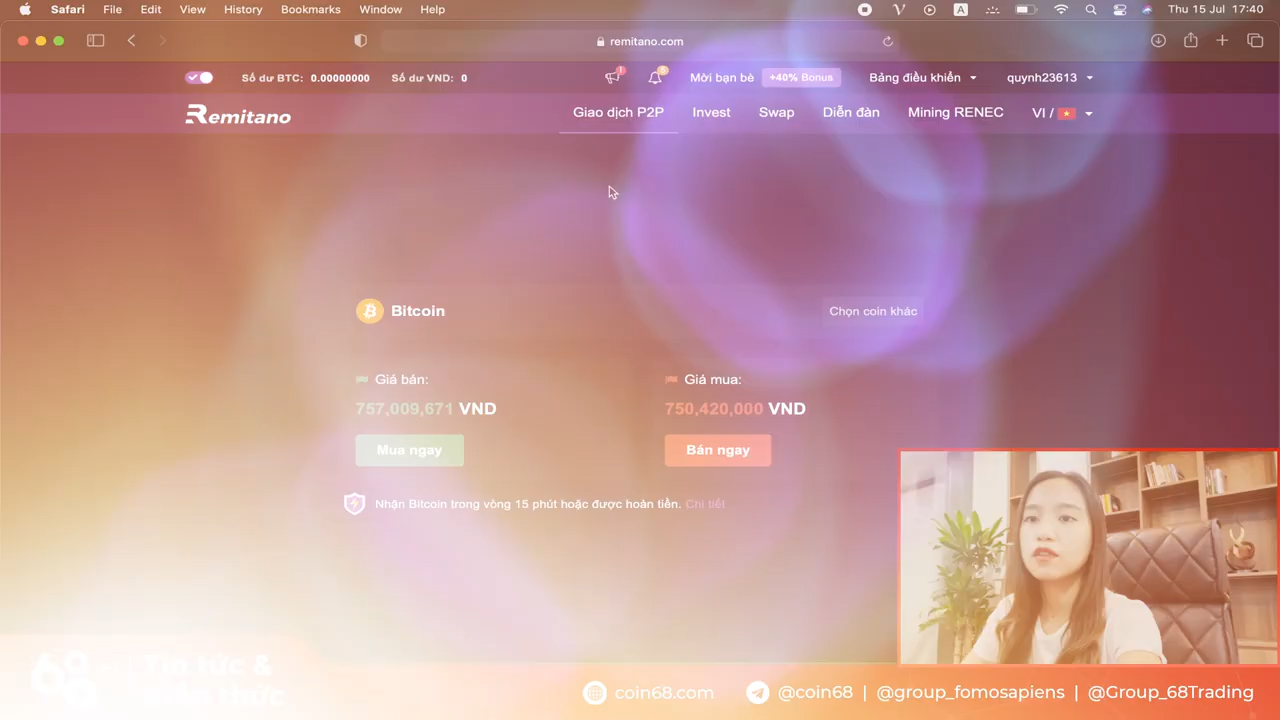 Safari File Edit View History Bookmarks Window Help
Thu 15 Jul 17:40
remitano.com
Số dư BTC: 0.00000000 Số dư VND: 0
Mời bạn bè +40% Bonus Bảng điều khiển quynh23613
Remitano
Giao dịch P2P Invest Swap Diễn đàn Mining RENEC VI /
Bitcoin
Chọn coin khác
Giá bán: Giá mua:
757,009,671 VND 750,420,000 VND
Mua ngay Bán ngay
Nhận Bitcoin trong vòng 15 phút hoặc được hoàn tiền. Chi tiết
68 Tin tức &
coin68.com @coin68 | @group_fomosapiens | @Group_68Trading